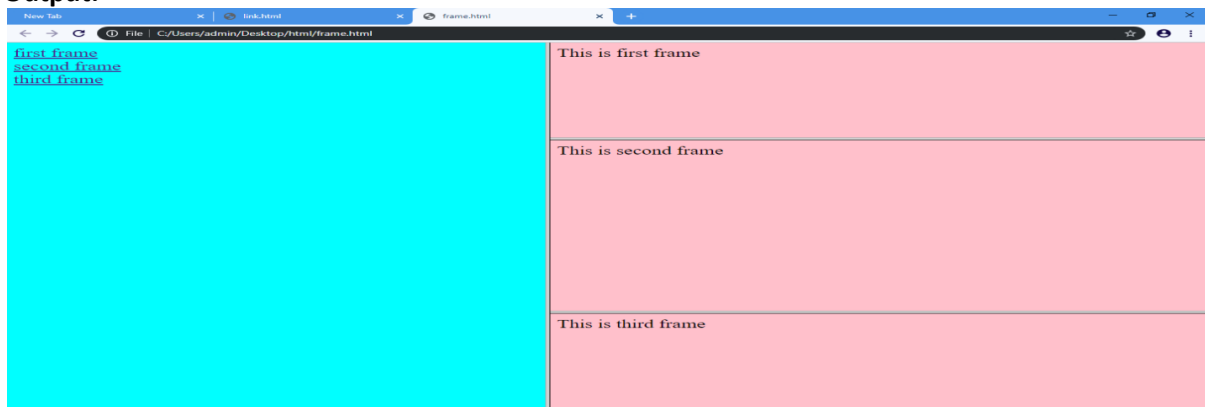 Output:
New Tab
link.html
frame.html
File | C:/Users/admin/Desktop/html/frame.html
first frame
second frame
third frame
This is first frame
This is second frame
This is third frame